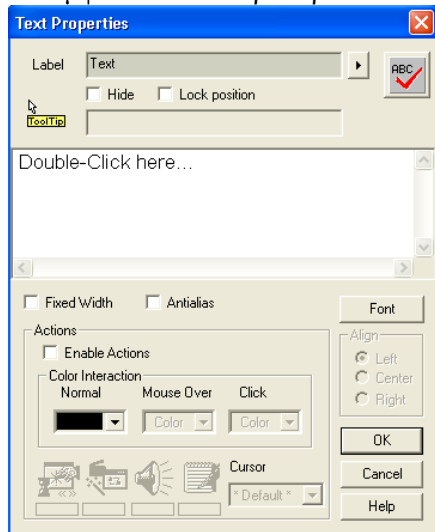 Text Properties
Label Text
ABC
Hide Lock position
ToolTip
Double-Click here...
Fixed Width Antialias
Font
Actions
Align
Enable Actions
Left
Color Interaction
Center
Normal Mouse Over Click
Right
Color Color
OK
Cursor
Cancel
* Default *
Help